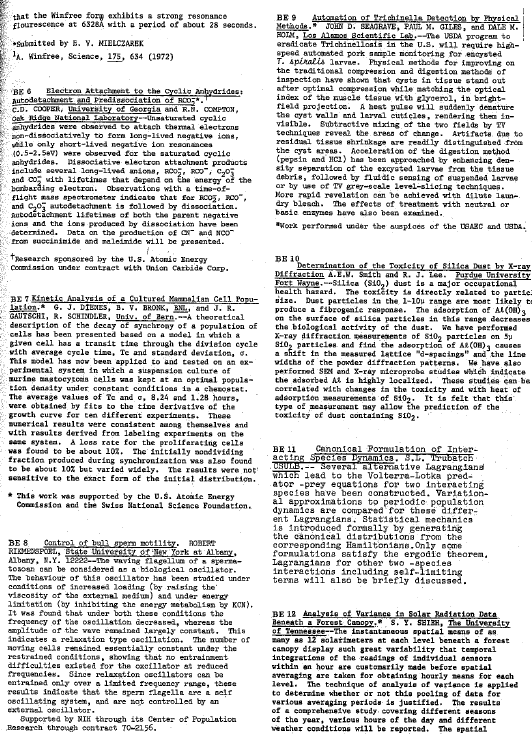 that the Winfree form exhibits a strong resonance
flourescence at 6328Å with a period of about 28 seconds.
*Submitted by E. V. MIELCZAREK
¹A. Winfree, Science, 175, 634 (1972)
BE 6 Electron Attachment to the Cyclic Anhydrides:
Autodetachment and Predissociation of RCO₃⁻*.
C.D. COOPER, University of Georgia and R.N. COMPTON,
Oak Ridge National Laboratory--Unsaturated cyclic
anhydrides were observed to attach thermal electrons
non-dissociatively to form long-lived negative ions,
while only short-lived negative ion resonances
(0.5-2.5eV) were observed for the saturated cyclic
anhydrides. Dissociative electron attachment products
include several long-lived anions,
and with lifetimes that depend on the energy of the
bombarding electron. Observations with a time-of-
flight mass spectrometer indicate that for
and autodetachment is followed by dissociation.
Autodetachment lifetimes of both the parent negative
ions and the ions produced by dissociation have been
determined. Data on the production of CN⁻ and NCO⁻
from succinimide and maleimide will be presented.
†Research sponsored by the U.S. Atomic Energy
Commission under contract with Union Carbide Corp.
BE 7 Kinetic Analysis of a Cultured Mammalian Cell Popu-
lation.* G. J. DIENES, B. V. BRONK, BNL, and J. R.
GAUTSCHI, R. SCHINDLER, Univ. of Bern.--A theoretical
description of the decay of synchrony of a population of
cells has been presented based on a model in which a
given cell has a transit time through the division cycle
with average cycle time, Tc and standard deviation, σ.
This model has now been applied to and tested on an ex-
perimental system in which a suspension culture of
murine mastocytoma cells was kept at an optimal popula-
tion density under constant conditions in a chemostat.
The average values of Tc and σ, 8.24 and 1.28 hours,
were obtained by fits to the time derivative of the
growth curve for ten different experiments. These
numerical results were consistent among themselves and
with results derived from labeling experiments on the
same system. A loss rate for the proliferating cells
was found to be about 10%. The initially nondividing
fraction produced during synchronization was also found
to be about 10% but varied widely. The results were not
sensitive to the exact form of the initial distribution.
* This work was supported by the U.S. Atomic Energy
Commission and the Swiss National Science Foundation.
BE 8 Control of bull sperm motility. ROBERT
RIKMENSPOEL, State University of New York at Albany,
Albany, N.Y. 12222--The waving flagellum of a sperma-
tosoan can be considered as a biological oscillator.
The behaviour of this oscillator has been studied under
conditions of increased loading (by raising the
viscosity of the external medium) and under energy
limitation (by inhibiting the energy metabolism by KCN).
It was found that under both these conditions the
frequency of the oscillation decreased, whereas the
amplitude of the wave remained largely constant. This
indicates a relaxation type oscillation. The number of
moving cells remained essentially constant under the
restrained conditions, showing that no entrainment
difficulties existed for the oscillator at reduced
frequencies. Since relaxation oscillators can be
entrained only over a limited frequency range, these
results indicate that the sperm flagella are a self
oscillating system, and are not controlled by an
external oscillator.
Supported by NIH through its Center of Population
Research through contract 70-2156.
BE 9 Automation of Trichinella Detection by Physical
Methods.* JOHN D. SEAGRAVE, PAUL M. GILES, and DALE M.
HOLM, Los Alamos Scientific Lab.--The USDA program to
eradicate Trichinellosis in the U.S. will require high-
speed automated pork sample monitoring for encysted
T. spiralis larvae. Physical methods for improving on
the traditional compression and digestion methods of
inspection have shown that cysts in tissue stand out
after optimal compression while matching the optical
index of the muscle tissue with glycerol, in bright-
field projection. A heat pulse will suddenly denature
the cyst walls and larval cuticles, rendering them in-
visible. Subtractive mixing of the two fields by TV
techniques reveal the areas of change. Artifacts due to
residual tissue shrinkage are readily distinguished from
the cyst areas. Acceleration of the digestion method
(pepsin and HCl) has been approached by enhancing den-
sity separation of the excysted larvae from the tissue
debris, followed by fluidic sensing of suspended larvae
or by use of TV grey-scale level-slicing techniques.
More rapid revelation can be achieved with dilute laun-
dry bleach. The effects of treatment with neutral or
basic enzymes have also been examined.
*Work performed under the auspices of the USAEC and USDA.
BE 10
Determination of the Toxicity of Silica Dust by X-ray
Diffraction A.E.W. Smith and R. J. Lee. Purdue University
Fort Wayne.--Silica (SiO₂) dust is a major occupational
health hazard. The toxicity is directly related to partic
size. Dust particles in the 1-10μ range are most likely t
produce a fibrogenic response. The adsorption of Al(OH)₃
on the surface of silica particles in this range decreases
the biological activity of the dust. We have performed
X-ray diffraction measurements of SiO₂ particles on 5μ
SiO₂ particles and find the adsorption of Al(OH)₃ causes
a shift in the measured lattice "d-spacings" and the line
widths of the powder diffraction patterns. We have also
performed SEM and X-ray microprobe studies which indicate
the adsorbed Al is highly localized. These studies can be
correlated with changes in the toxicity and with heat of
adsorption measurements of SiO₂. It is felt that this
type of measurement may allow the prediction of the
toxicity of dust containing SiO₂.
BE 11 Canonical Formulation of Inter-
acting Species Dynamics. S.L. Trubatch
CSULB.-- Several alternative Lagrangians
which lead to the Volterra-Lotka pred-
ator -prey equations for two interacting
species have been constructed. Variation-
al approximations to periodic population
dynamics are compared for these differ-
ent Lagrangians. Statistical mechanics
is introduced formally by generating
the canonical distributions from the
corresponding Hamiltonians.Only some
formulations satisfy the ergodic theorem.
Lagrangians for other two -species
interactions including self-limiting
terms will also be briefly discussed.
BE 12 Analysis of Variance in Solar Radiation Data
Beneath a Forest Canopy.* S. Y. SHIEH, The University
of Tennessee--The instantaneous spatial means of as
many as 12 solarimeters at each level beneath a forest
canopy display such great variability that temporal
integrations of the readings of individual sensors
within an hour are customarily made before spatial
averaging are taken for obtaining hourly means for each
level. The technique of analysis of variance is applied
to determine whether or not this pooling of data for
various averaging periods is justified. The results
of a comprehensive study covering different seasons
of the year, various hours of the day and different
weather conditions will be reported. The spatial